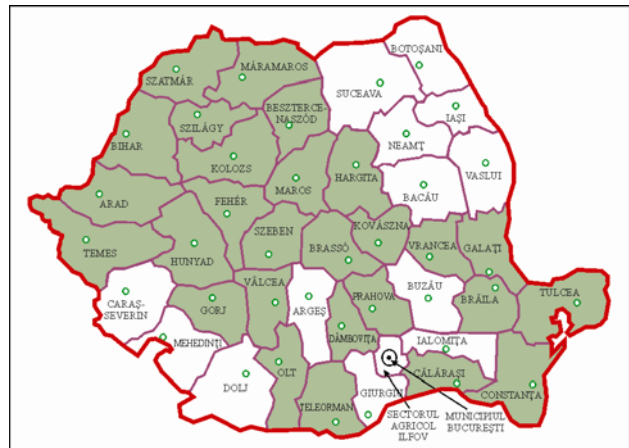 BOTOȘANI
MÁRAMAROS
SZATMÁR
SUCEAVA
BESZTERCE-
NASZÓD
IAȘI
SZILÁGY
NEAMȚ
BIHAR
KOLOZS
VASLUI
HARGITA
MAROS
BACĂU
ARAD
FEHÉR
KOVÁSZNA
SZEBEN
VRANCEA
GALAȚI
TEMES
BRASSÓ
HUNYAD
VÂLCEA
BUZĂU
BRĂILA
TULCEA
CARAȘ-
SEVERIN
GORJ
ARGEȘ
PRAHOVA
MEHEDINȚI
DÂMBOVIȚA
IALOMIȚA
OLT
CĂLĂRAȘI
DOLJ
GIURGIU
CONSTANȚA
TELEORMAN
SECTORUL
AGRICOL
ILFOV
MUNICIPIUL
BUCUREȘTI